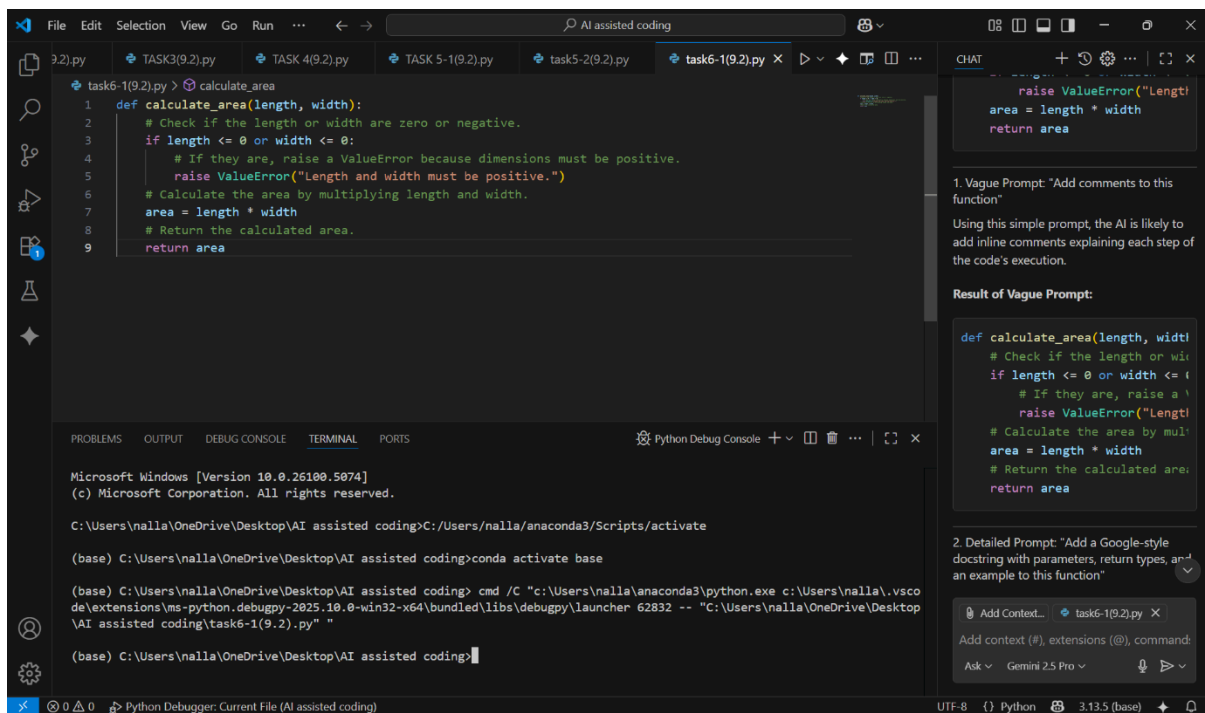 File Edit Selection View Go Run ··· ← → AI assisted coding
9.2).py TASK3(9.2).py TASK 4(9.2).py TASK 5-1(9.2).py task5-2(9.2).py task6-1(9.2).py ×
task6-1(9.2).py > calculate_area
1 def calculate_area(length, width):
2 # Check if the length or width are zero or negative.
3 if length <= 0 or width <= 0:
4 # If they are, raise a ValueError because dimensions must be positive.
5 raise ValueError("Length and width must be positive.")
6 # Calculate the area by multiplying length and width.
7 area = length * width
8 # Return the calculated area.
9 return area
1
PROBLEMS OUTPUT DEBUG CONSOLE TERMINAL PORTS
Python Debug Console
Microsoft Windows [Version 10.0.26100.5074]
(c) Microsoft Corporation. All rights reserved.
C:\Users\nalla\OneDrive\Desktop\AI assisted coding>C:/Users/nalla/anaconda3/Scripts/activate
(base) C:\Users\nalla\OneDrive\Desktop\AI assisted coding>conda activate base
(base) C:\Users\nalla\OneDrive\Desktop\AI assisted coding> cmd /C "c:\Users\nalla\anaconda3\python.exe c:\Users\nalla\.vsco
de\extensions\ms-python.debugpy-2025.10.0-win32-x64\bundled\libs\debugpy\launcher 62832 -- "C:\Users\nalla\OneDrive\Desktop
\AI assisted coding\task6-1(9.2).py" "
(base) C:\Users\nalla\OneDrive\Desktop\AI assisted coding>
CHAT
raise ValueError("Length
area = length * width
return area
1. Vague Prompt: "Add comments to this
function"
Using this simple prompt, the AI is likely to
add inline comments explaining each step of
the code's execution.
Result of Vague Prompt:
def calculate_area(length, widt
# Check if the length or wi
if length <= 0 or width <=
# If they are, raise a
raise ValueError("Lengt
# Calculate the area by mul
area = length * width
# Return the calculated area
return area
2. Detailed Prompt: "Add a Google-style
docstring with parameters, return types, and
an example to this function"
Add Context... task6-1(9.2).py ×
Add context (#), extensions (@), commands
Ask Gemini 2.5 Pro
0 0 Python Debugger: Current File (AI assisted coding)
UTF-8 {} Python 3.13.5 (base)